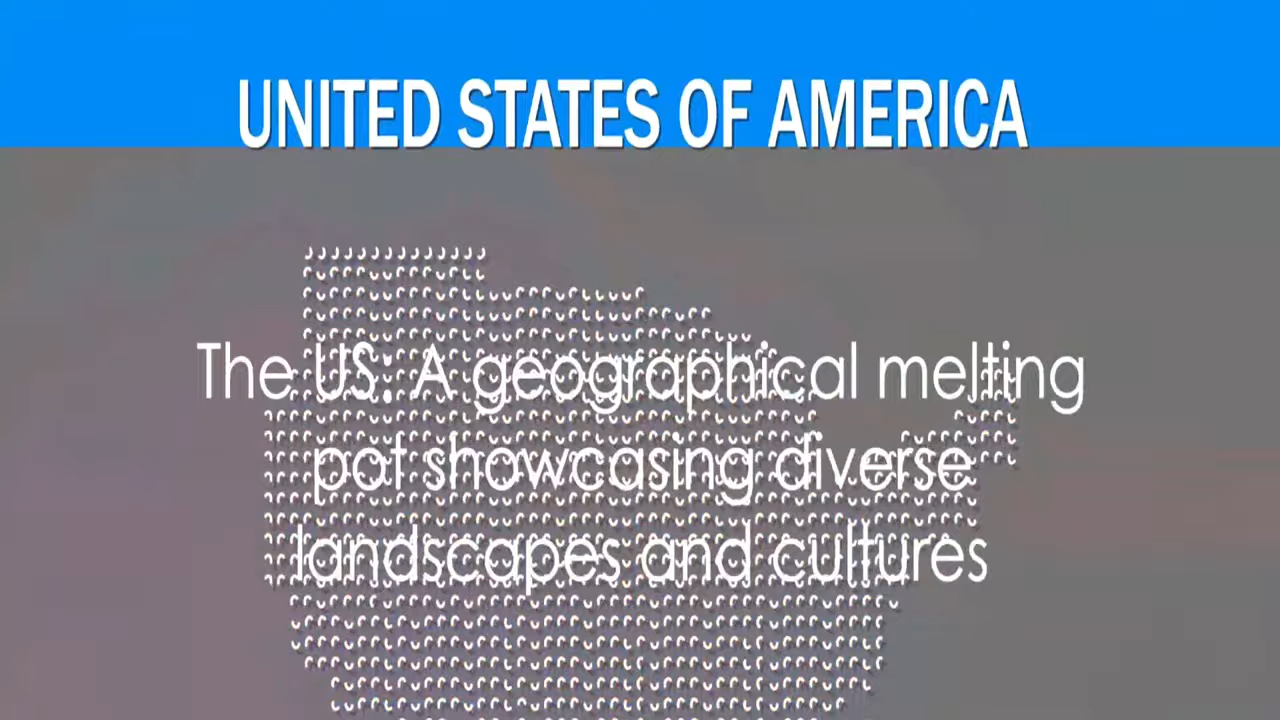 UNITED STATES OF AMERICA
The US: A geographical melting
pot showcasing diverse
landscapes and cultures